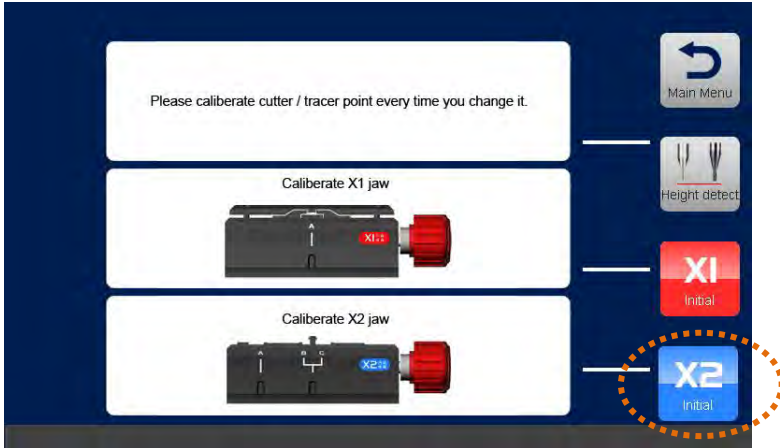 Please caliberate cutter / tracer point every time you change it.
Main Menu
Height detect
Caliberate X1 jaw
A
X1
X1
Initial
Caliberate X2 jaw
A B C
X2
X2
Initial